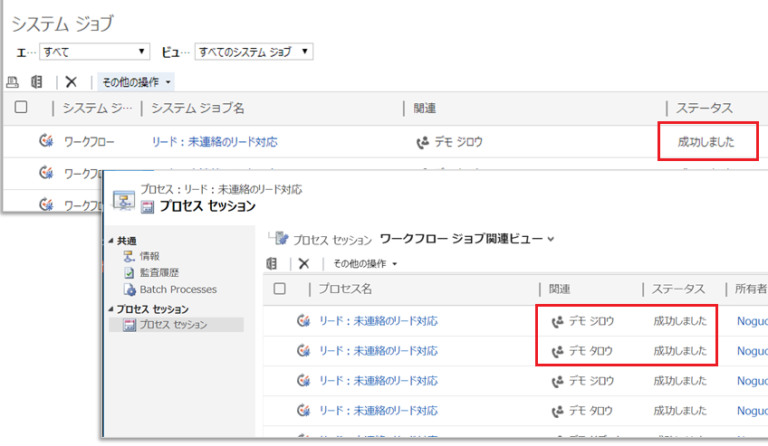 システム ジョブ
エ… すべて ビュ… すべてのシステム ジョブ
その他の操作
システム ジ… システム ジョブ名 関連 ステータス
ワークフロー リード：未連絡のリード対応 デモ ジロウ 成功しました
ワークフ
ワークフ
プロセス：リード：未連絡のリード対応
プロセス セッション
共通
情報
監査履歴
Batch Processes
プロセス セッション
プロセス セッション
プロセス セッション ワークフロー ジョブ関連ビュー
その他の操作
プロセス名 関連 ステータス 所有者
リード：未連絡のリード対応 デモ ジロウ 成功しました Nogu
リード：未連絡のリード対応 デモ タロウ 成功しました Nogu
リード：未連絡のリード対応 デモ ジロウ 成功しました Nogu
リード：未連絡のリード対応 デモ タロウ 成功しました Nogu